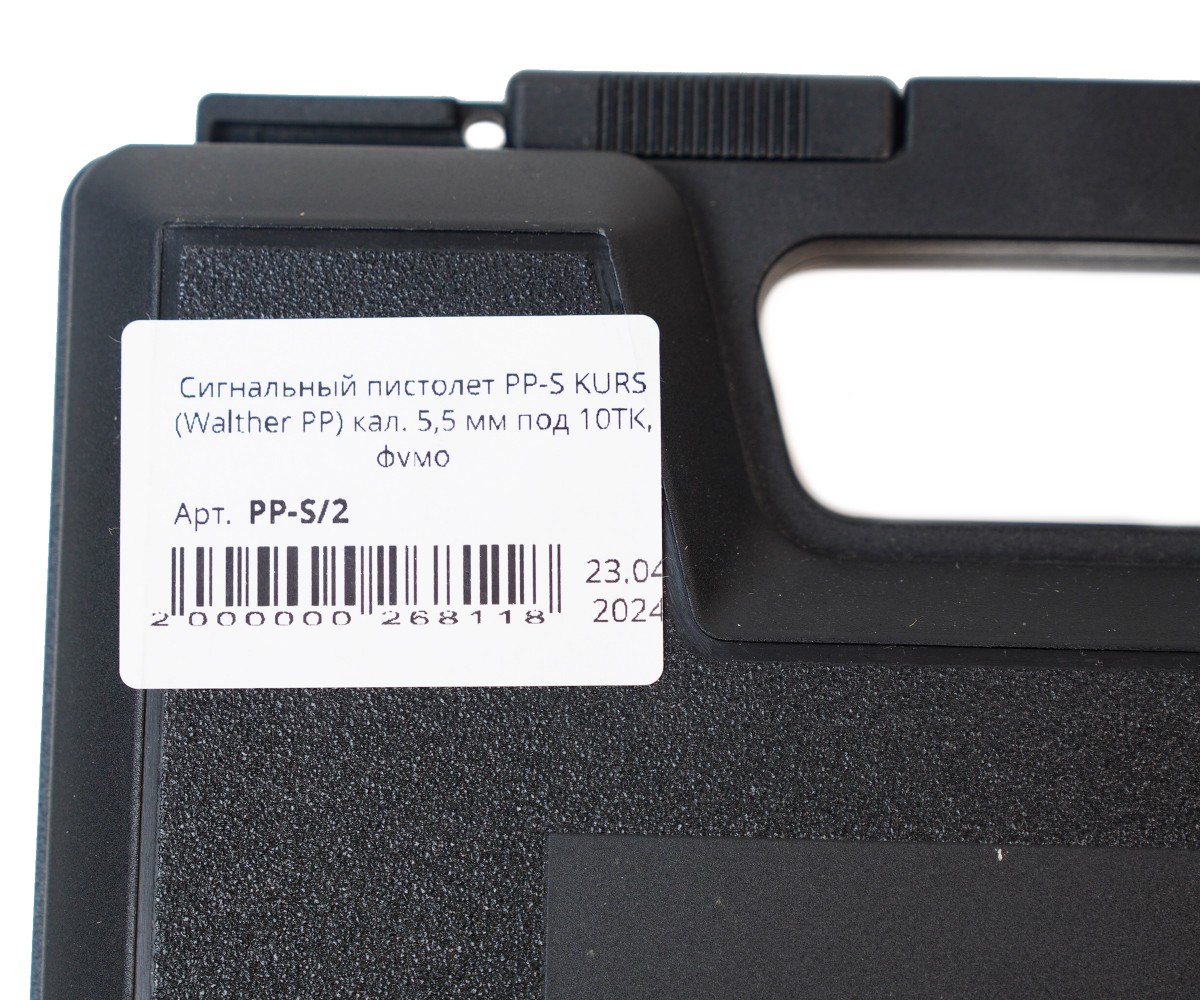 Сигнальный пистолет PP-S KURS
(Walther PP) кал. 5,5 мм под 10ТК,
фумо
Арт. PP-S/2
2 000000 268118
23.04
2024